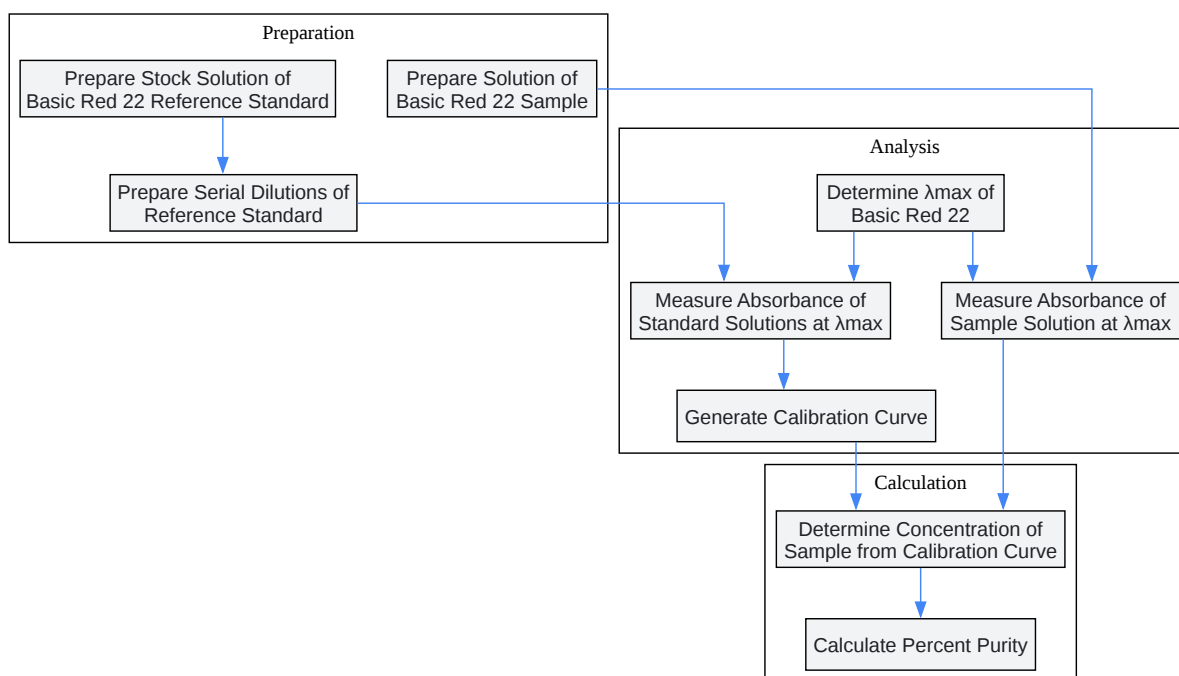 Preparation
Prepare Stock Solution of
Basic Red 22 Reference Standard
Prepare Solution of
Basic Red 22 Sample
Prepare Serial Dilutions of
Reference Standard
Analysis
Determine λmax of
Basic Red 22
Measure Absorbance of
Standard Solutions at λmax
Measure Absorbance of
Sample Solution at λmax
Generate Calibration Curve
Calculation
Determine Concentration of
Sample from Calibration Curve
Calculate Percent Purity